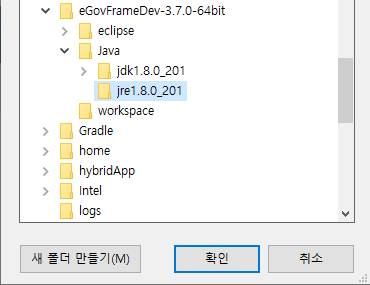 eGovFrameDev-3.7.0-64bit
eclipse
Java
jdk1.8.0_201
jre1.8.0_201
workspace
Gradle
home
hybridApp
Intel
logs
새 폴더 만들기(M)
확인
취소